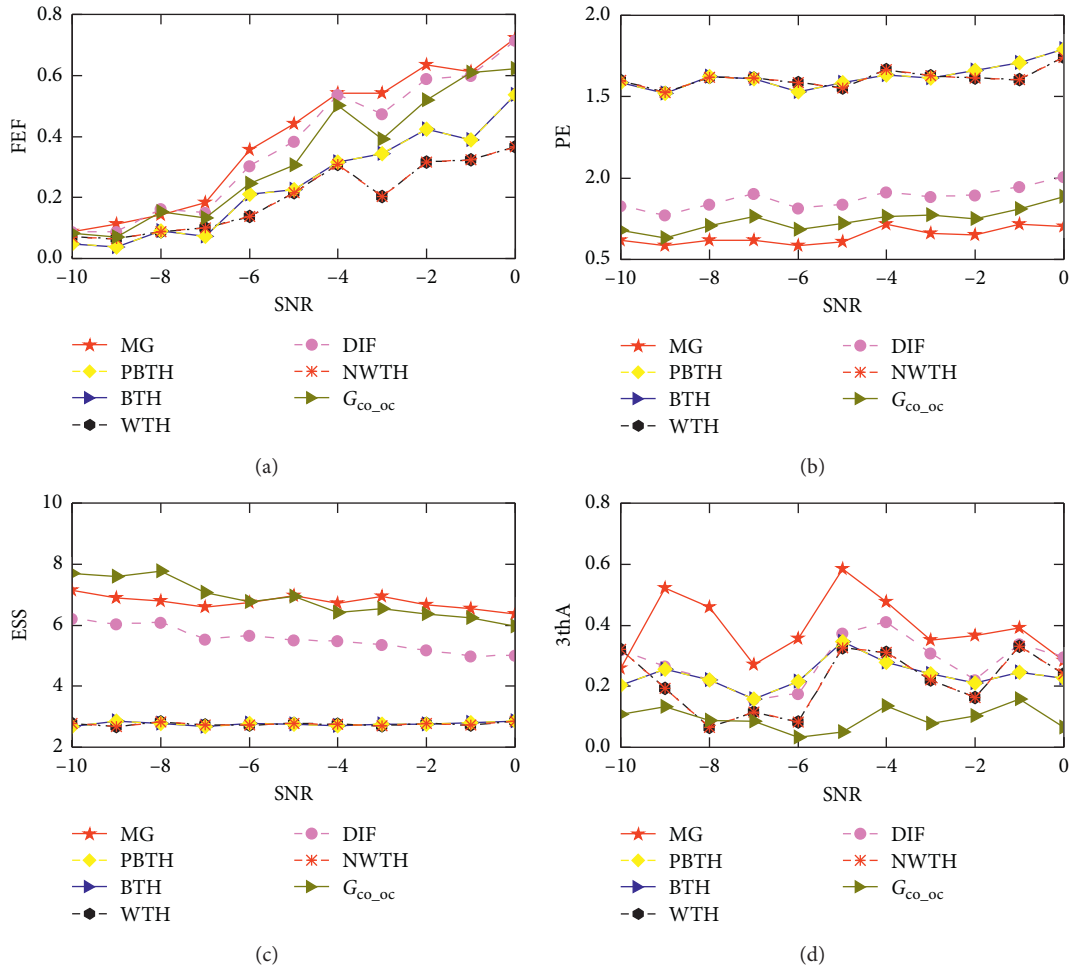 0.8
0.6
0.4
0.2
0.0
FEF
−10 −8 −6 −4 −2 0
SNR
MG
PBTH
BTH
WTH
DIF
NWTH
Gco_oc
(a)
2.0
1.5
2.0
0.5
PE
−10 −8 −6 −4 −2 0
SNR
MG
PBTH
BTH
WTH
DIF
NWTH
Gco_oc
(b)
10
8
6
4
2
ESS
−10 −8 −6 −4 −2 0
SNR
MG
PBTH
BTH
WTH
DIF
NWTH
Gco_oc
(c)
0.8
0.6
0.4
0.2
0.0
3thA
−10 −8 −6 −4 −2 0
SNR
MG
PBTH
BTH
WTH
DIF
NWTH
Gco_oc
(d)